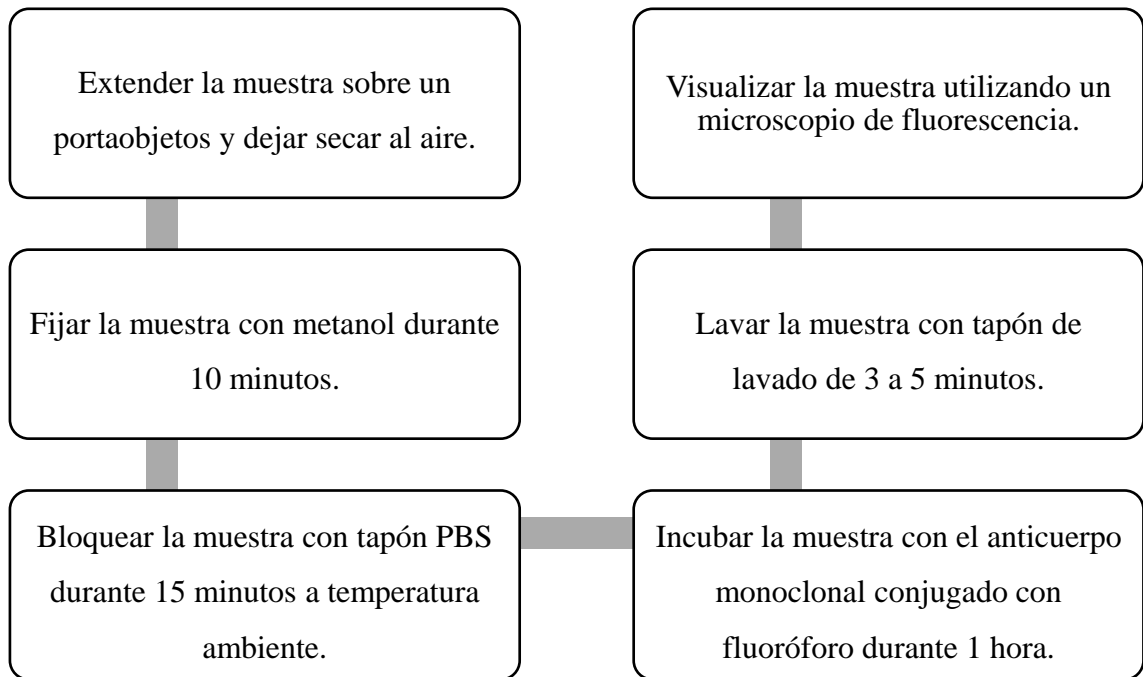 Extender la muestra sobre un
portaobjetos y dejar secar al aire.
Fijar la muestra con metanol durante
10 minutos.
Bloquear la muestra con tapón PBS
durante 15 minutos a temperatura
ambiente.
Incubar la muestra con el anticuerpo
monoclonal conjugado con
fluoróforo durante 1 hora.
Lavar la muestra con tapón de
lavado de 3 a 5 minutos.
Visualizar la muestra utilizando un
microscopio de fluorescencia.